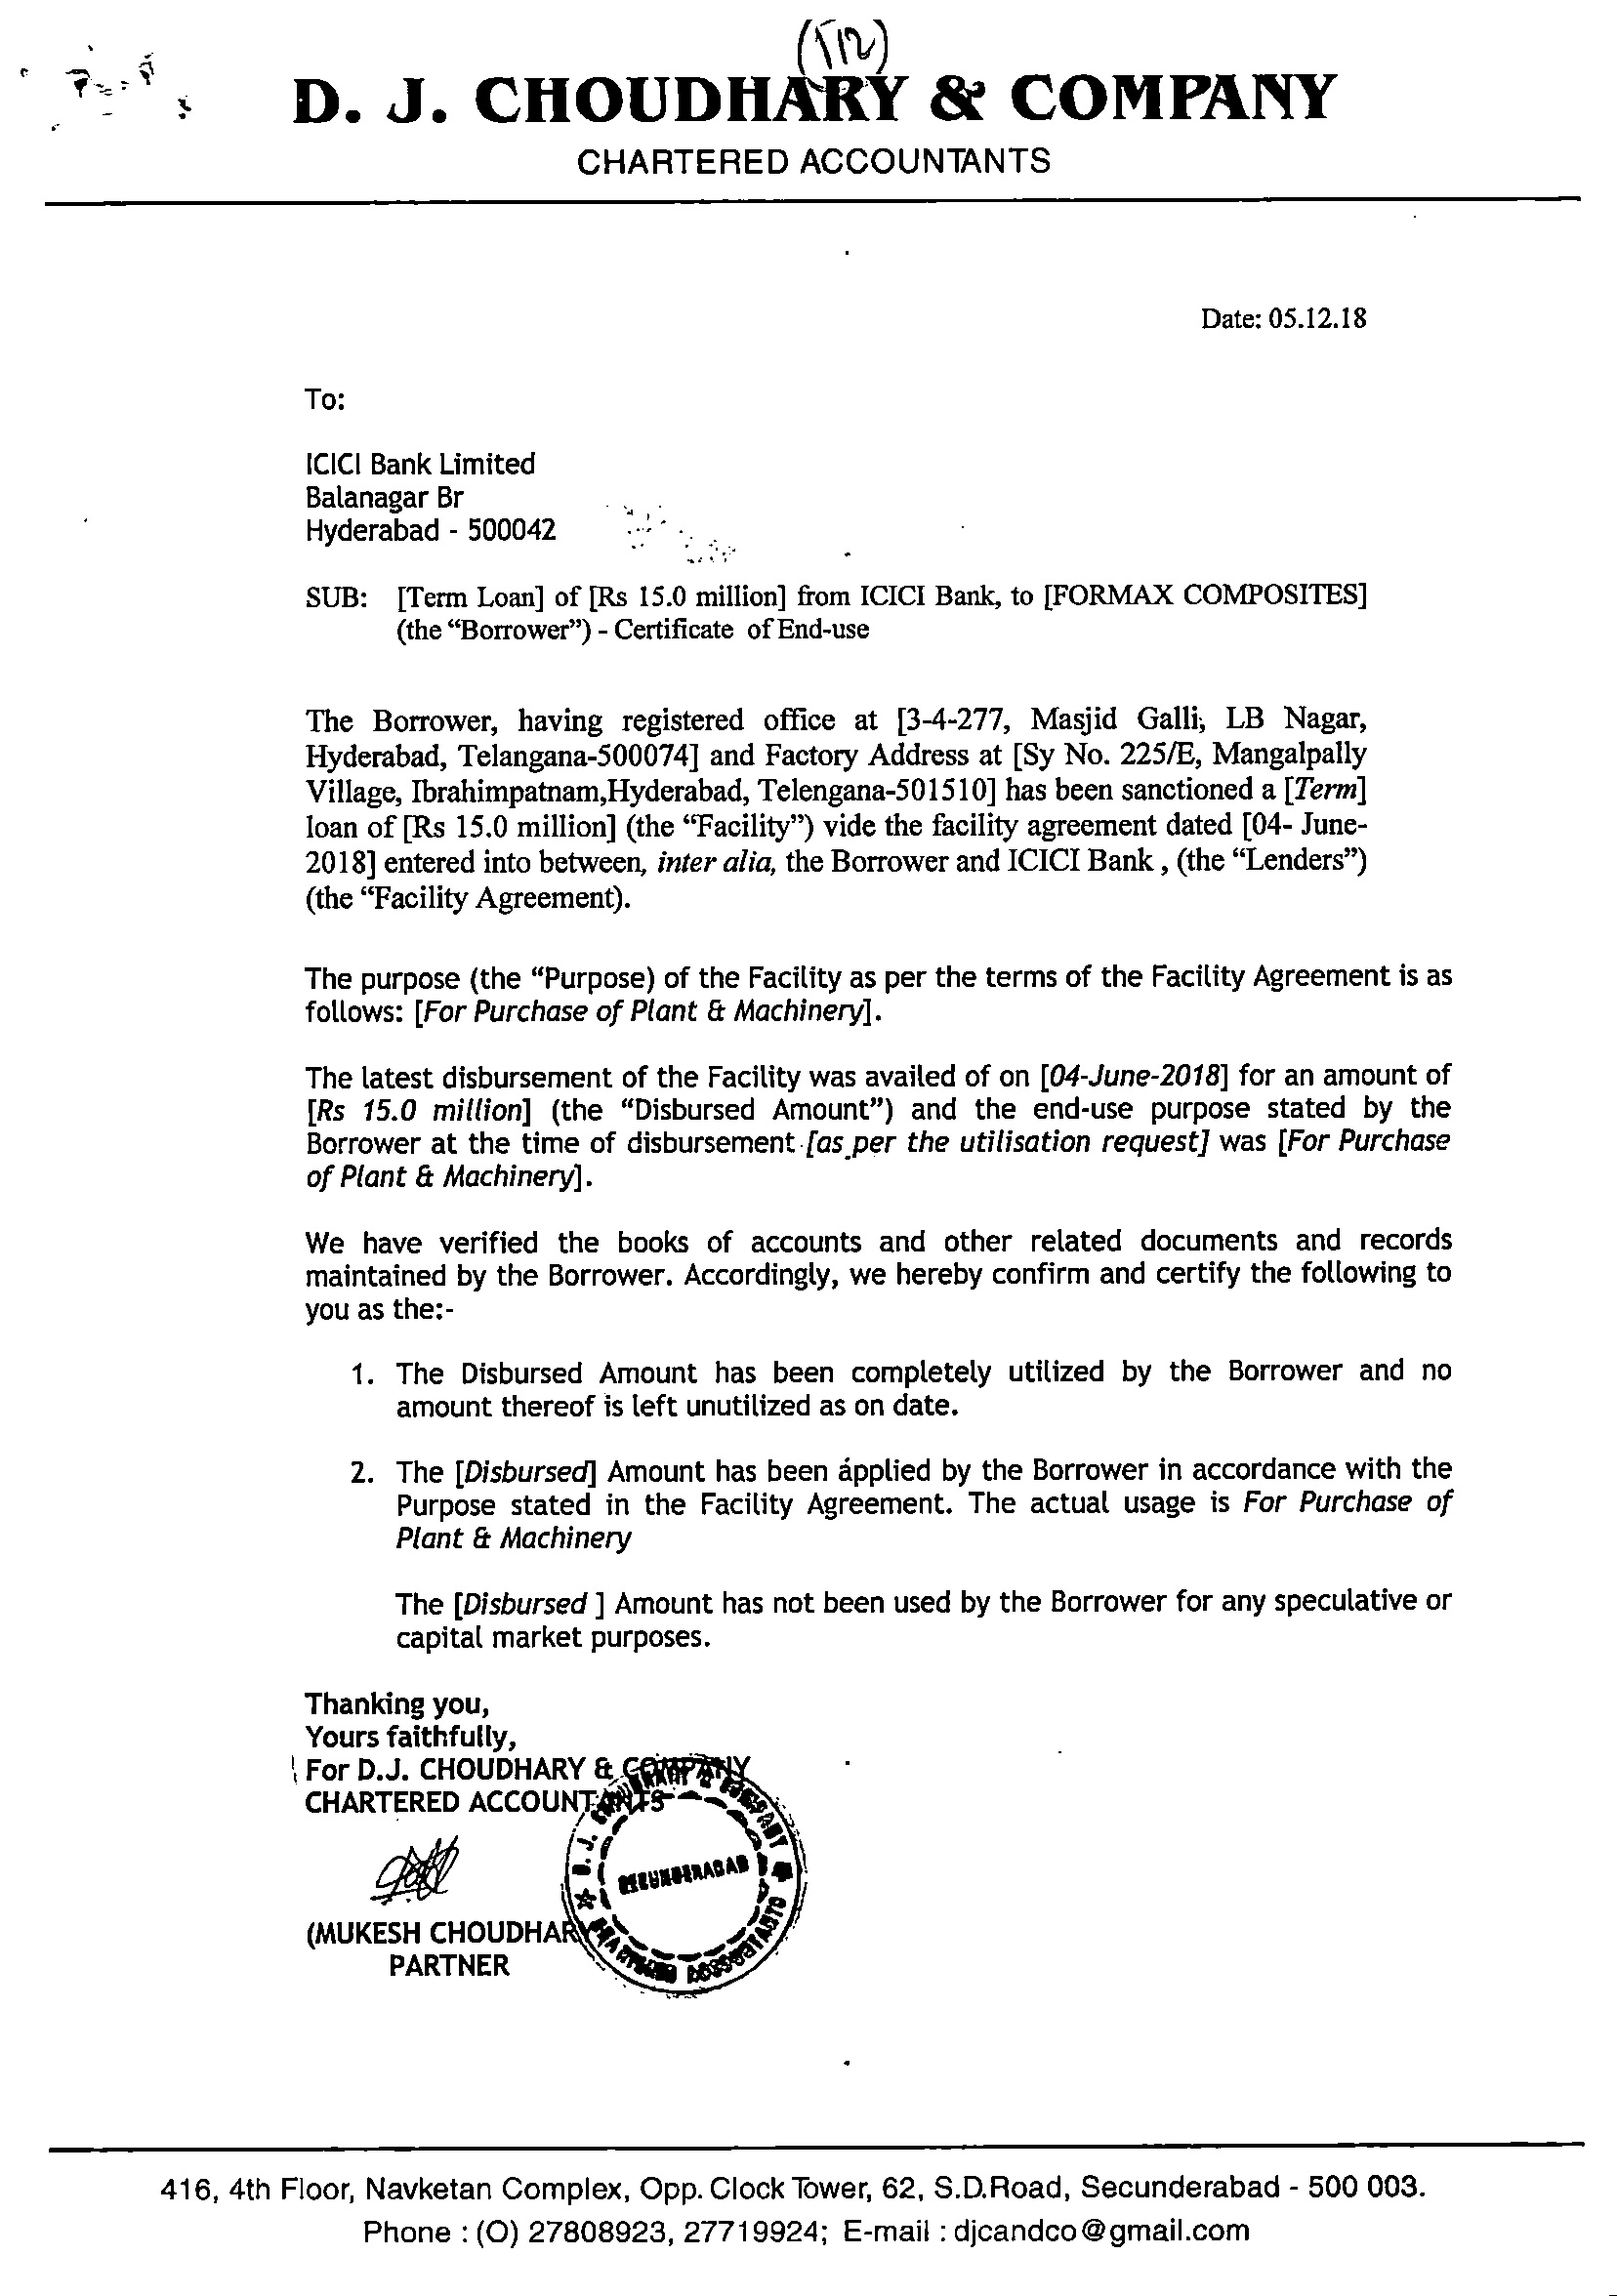 (512)
D. J. CHOUDHARY & COMPANY
CHARTERED ACCOUNTANTS
Date: 05.12.18
To:
ICICI Bank Limited
Balanagar Br
Hyderabad - 500042
SUB: [Term Loan] of [Rs 15.0 million] from ICICI Bank, to [FORMAX COMPOSITES]
(the “Borrower”) - Certificate of End-use
The Borrower, having registered office at [3-4-277, Masjid Galli, LB Nagar,
Hyderabad, Telangana-500074] and Factory Address at [Sy No. 225/E, Mangalpally
Village, Ibrahimpatnam,Hyderabad, Telengana-501510] has been sanctioned a [Term]
loan of [Rs 15.0 million] (the “Facility”) vide the facility agreement dated [04- June-
2018] entered into between, inter alia, the Borrower and ICICI Bank , (the “Lenders”)
(the “Facility Agreement).
The purpose (the “Purpose) of the Facility as per the terms of the Facility Agreement is as
follows: [For Purchase of Plant & Machinery].
The latest disbursement of the Facility was availed of on [04-June-2018] for an amount of
[Rs 15.0 million] (the “Disbursed Amount”) and the end-use purpose stated by the
Borrower at the time of disbursement [as per the utilisation request] was [For Purchase
of Plant & Machinery].
We have verified the books of accounts and other related documents and records
maintained by the Borrower. Accordingly, we hereby confirm and certify the following to
you as the:-
1. The Disbursed Amount has been completely utilized by the Borrower and no
amount thereof is left unutilized as on date.
2. The [Disbursed] Amount has been applied by the Borrower in accordance with the
Purpose stated in the Facility Agreement. The actual usage is For Purchase of
Plant & Machinery
The [Disbursed ] Amount has not been used by the Borrower for any speculative or
capital market purposes.
Thanking you,
Yours faithfully,
For D.J. CHOUDHARY & COMPANY
CHARTERED ACCOUNTANTS
D. J. CHOUDHARY & COMPANY
SECUNDERABAD
CHARTERED ACCOUNTANTS
(MUKESH CHOUDHARY
PARTNER
416, 4th Floor, Navketan Complex, Opp. Clock Tower, 62, S.D.Road, Secunderabad - 500 003.
Phone : (O) 27808923, 27719924; E-mail : djcandco@gmail.com